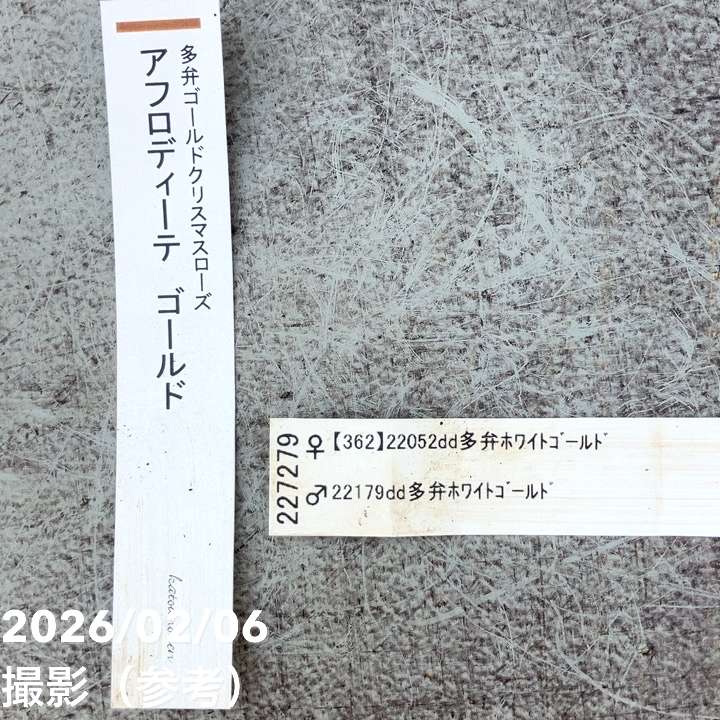 多弁ゴールドクリスマスローズ
アフロディーテ　ゴールド
227279
♀【362】22052dd多弁ホワイトゴールド
♂22179dd多弁ホワイトゴールド
2026/02/06
撮影（参考）